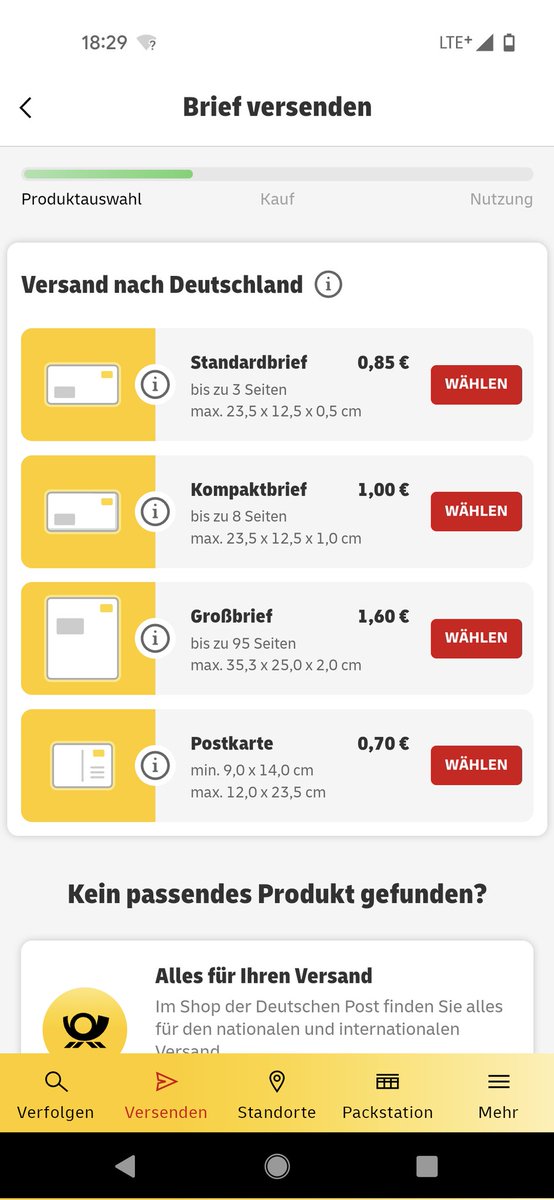 18:29
LTE+
Brief versenden
Produktauswahl
Kauf
Nutzung
Versand nach Deutschland
Standardbrief 0,85 €
bis zu 3 Seiten
max. 23,5 x 12,5 x 0,5 cm
WÄHLEN
Kompaktbrief 1,00 €
bis zu 8 Seiten
max. 23,5 x 12,5 x 1,0 cm
WÄHLEN
Großbrief 1,60 €
bis zu 95 Seiten
max. 35,3 x 25,0 x 2,0 cm
WÄHLEN
Postkarte 0,70 €
min. 9,0 x 14,0 cm
max. 12,0 x 23,5 cm
WÄHLEN
Kein passendes Produkt gefunden?
Alles für Ihren Versand
Im Shop der Deutschen Post finden Sie alles
für den nationalen und internationalen
Versand
Verfolgen
Versenden
Standorte
Packstation
Mehr